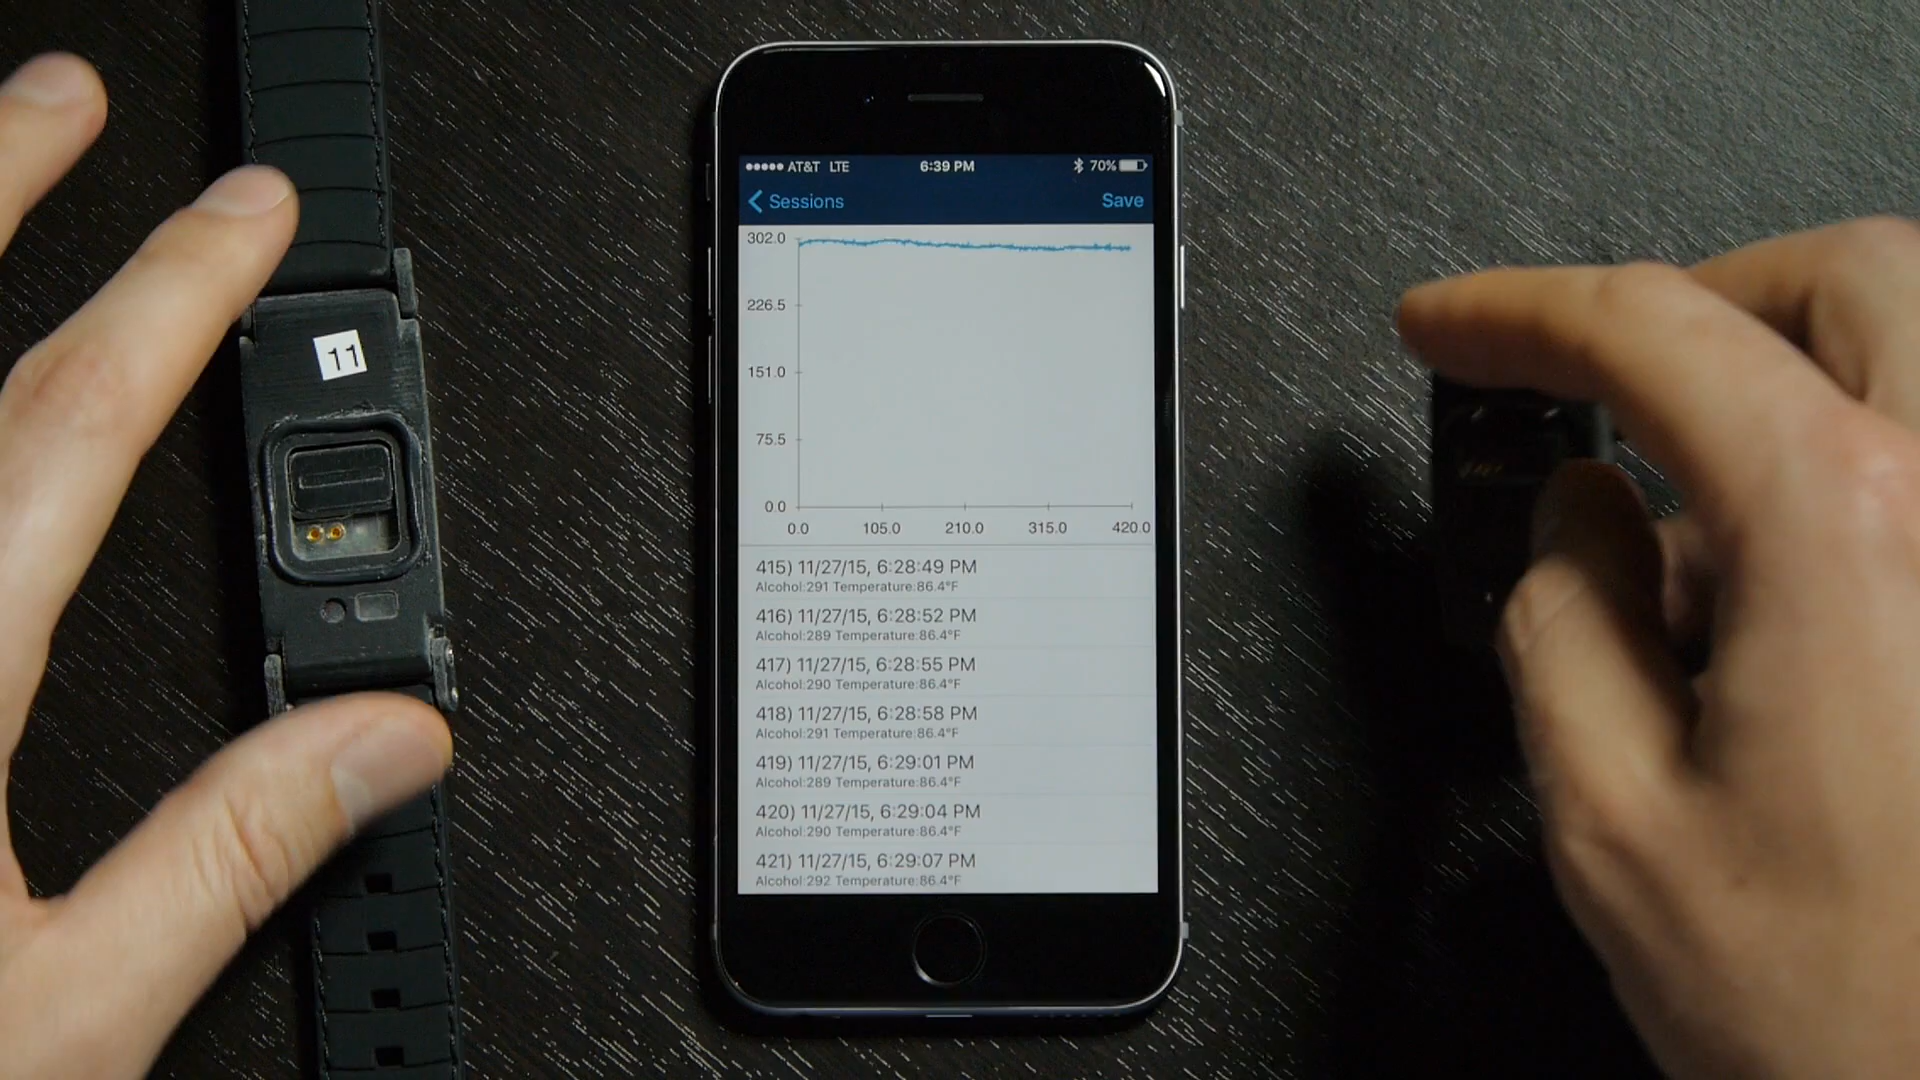 11
AT&T LTE 6:39 PM 70%
Sessions Save
302.0
226.5
151.0
75.5
0.0
0.0 105.0 210.0 315.0 420.0
415) 11/27/15, 6:28:49 PM
Alcohol:291 Temperature:86.4°F
416) 11/27/15, 6:28:52 PM
Alcohol:289 Temperature:86.4°F
417) 11/27/15, 6:28:55 PM
Alcohol:290 Temperature:86.4°F
418) 11/27/15, 6:28:58 PM
Alcohol:291 Temperature:86.4°F
419) 11/27/15, 6:29:01 PM
Alcohol:289 Temperature:86.4°F
420) 11/27/15, 6:29:04 PM
Alcohol:290 Temperature:86.4°F
421) 11/27/15, 6:29:07 PM
Alcohol:292 Temperature:86.4°F